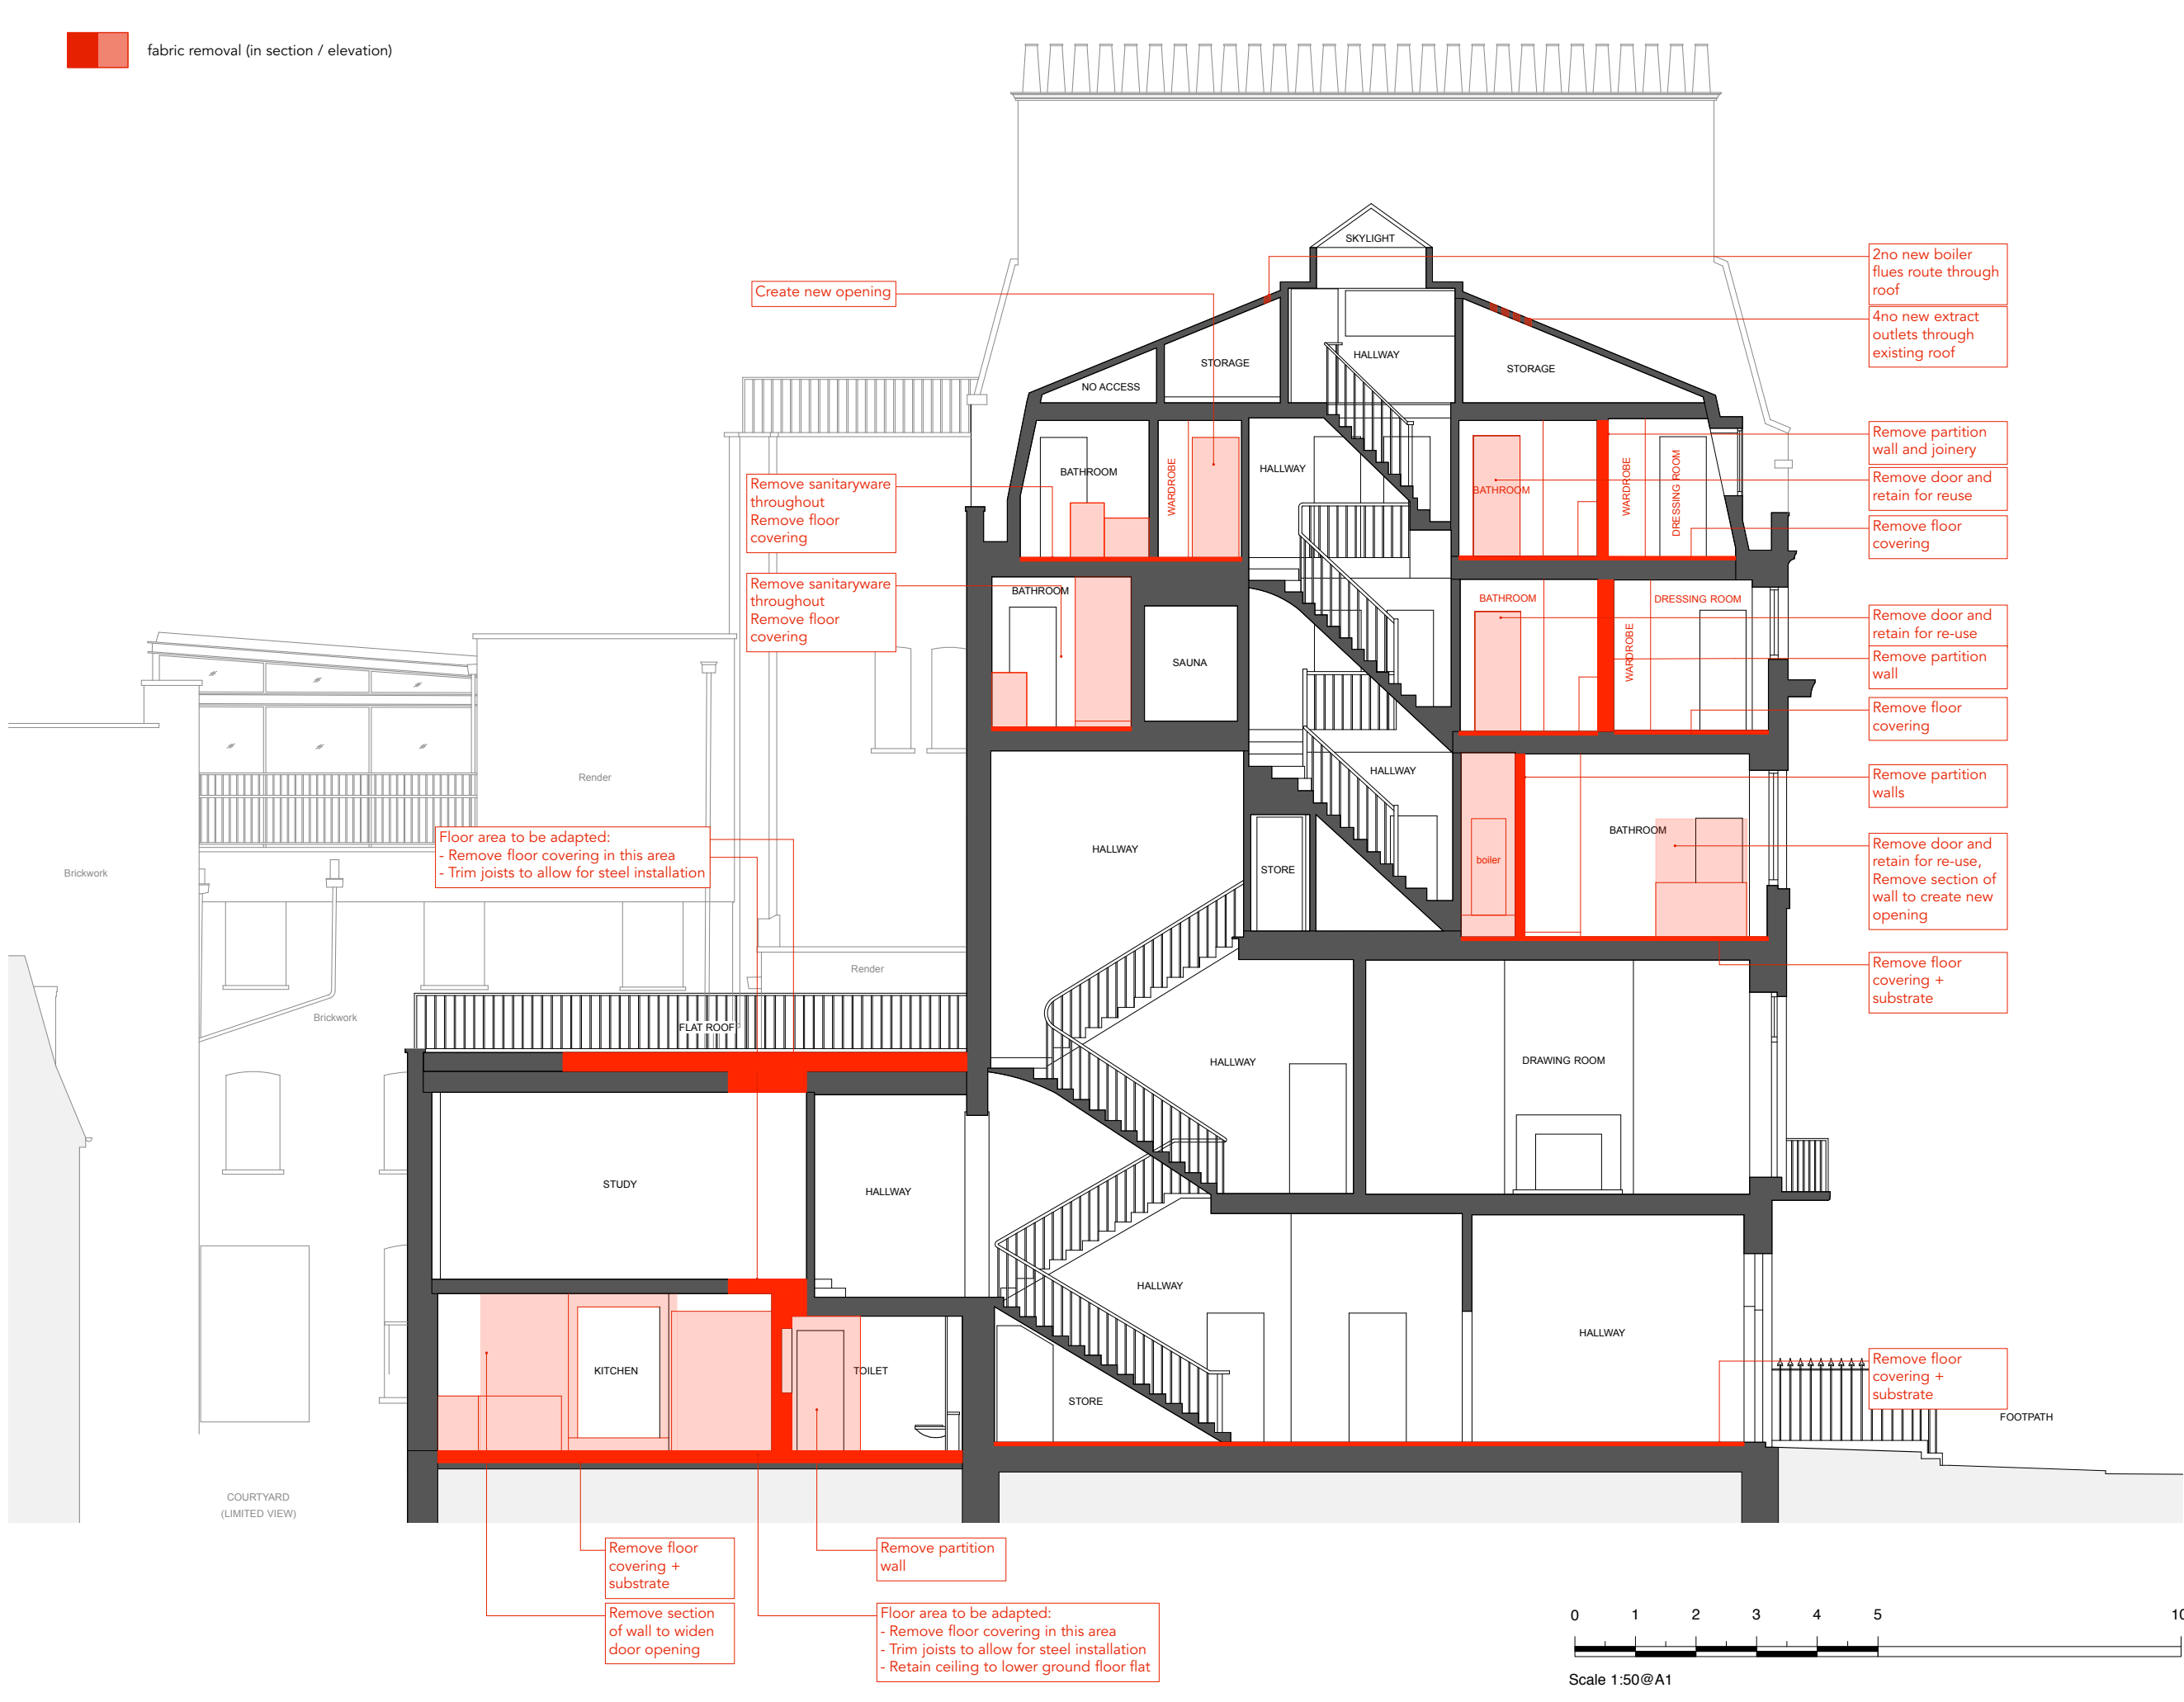 fabric removal (in section / elevation)
SKYLIGHT
2no new boiler
flues route through
roof
Create new opening
4no new extract
outlets through
existing roof
STORAGE
HALLWAY
STORAGE
NO ACCESS
Remove partition
wall and joinery
BATHROOM
WARDROBE
HALLWAY
BATHROOM
WARDROBE
DRESSING ROOM
Remove sanitaryware
throughout
Remove floor
covering
Remove door and
retain for reuse
Remove floor
covering
Remove sanitaryware
throughout
Remove floor
covering
BATHROOM
SAUNA
BATHROOM
WARDROBE
DRESSING ROOM
Remove door and
retain for re-use
Remove partition
wall
Remove floor
covering
Render
HALLWAY
Remove partition
walls
Floor area to be adapted:
- Remove floor covering in this area
- Trim joists to allow for steel installation
HALLWAY
STORE
boiler
BATHROOM
Remove door and
retain for re-use,
Remove section of
wall to create new
opening
Brickwork
Render
Remove floor
covering +
substrate
Brickwork
FLAT ROOF
HALLWAY
DRAWING ROOM
STUDY
HALLWAY
HALLWAY
HALLWAY
KITCHEN
TOILET
STORE
Remove floor
covering +
substrate
FOOTPATH
COURTYARD
(LIMITED VIEW)
Remove floor
covering +
substrate
Remove partition
wall
Remove section
of wall to widen
door opening
Floor area to be adapted:
- Remove floor covering in this area
- Trim joists to allow for steel installation
- Retain ceiling to lower ground floor flat
0 1 2 3 4 5 10
Scale 1:50@A1